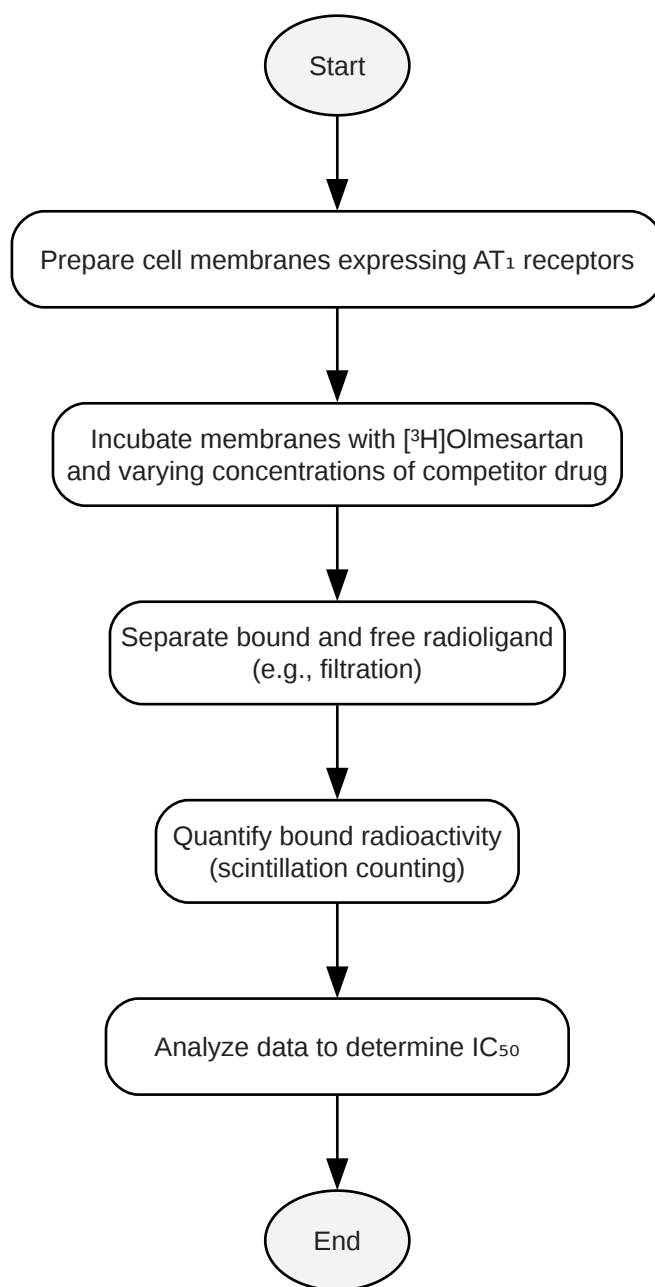 Start
Prepare cell membranes expressing AT₁ receptors
Incubate membranes with [³H]Olmesartan
and varying concentrations of competitor drug
Separate bound and free radioligand
(e.g., filtration)
Quantify bound radioactivity
(scintillation counting)
Analyze data to determine IC₅₀
End